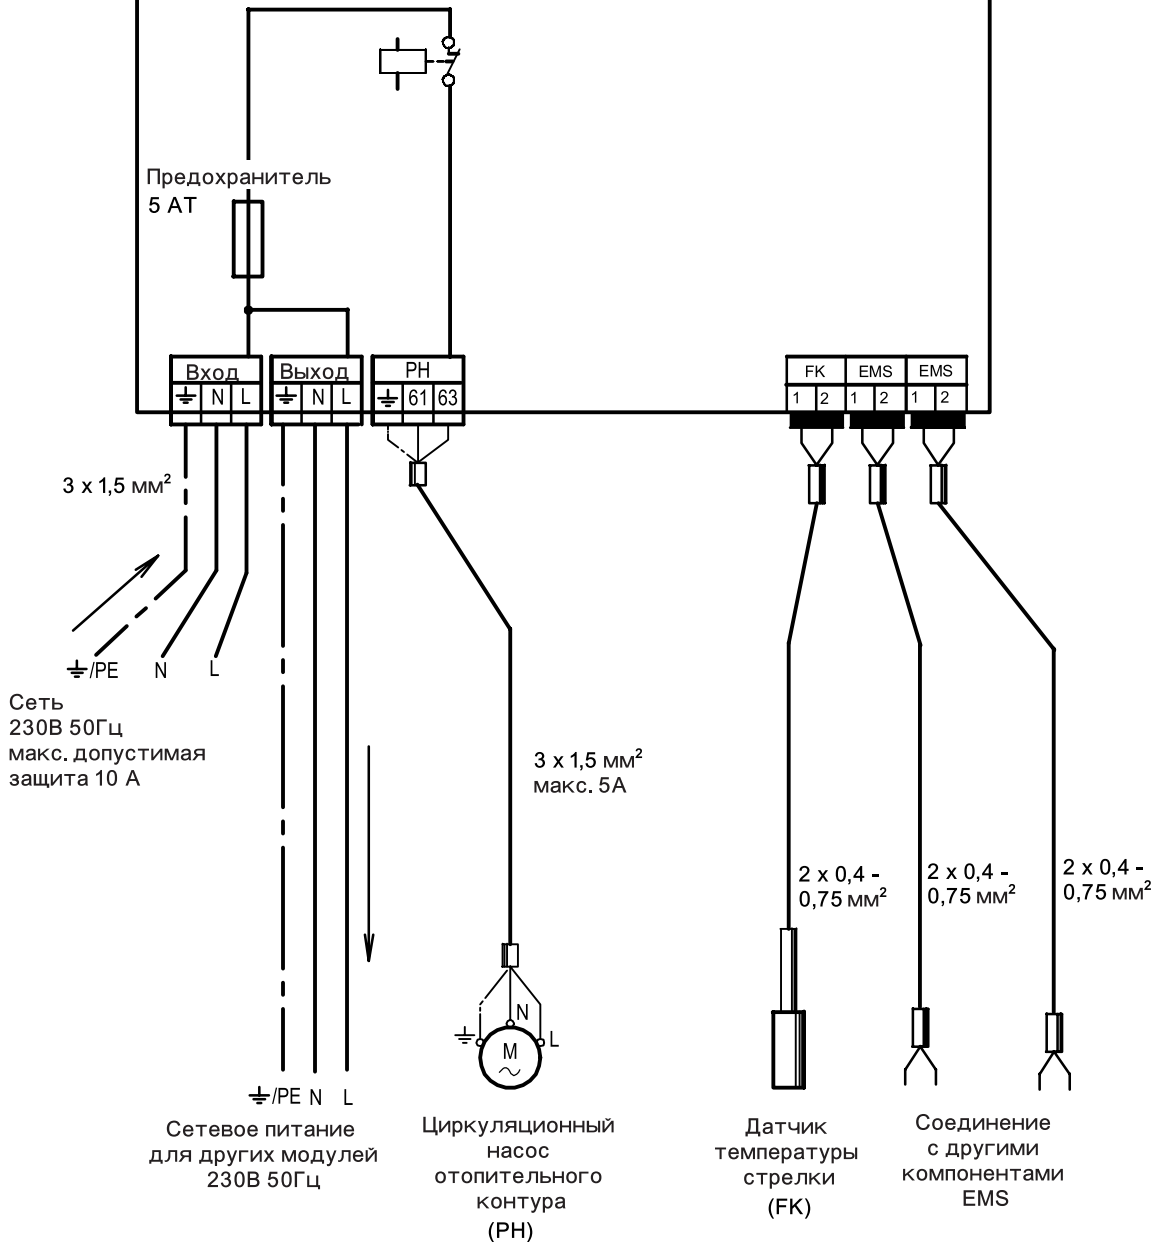 Предохранитель
5 AT
Вход
Выход
PH
FK
EMS
EMS
N L
N L
61 63
1 2
1 2
1 2
3 x 1,5 мм²
/PE
N
L
Сеть
230В 50Гц
макс. допустимая
защита 10 А
3 x 1,5 мм²
макс. 5А
2 x 0,4 -
0,75 мм²
2 x 0,4 -
0,75 мм²
2 x 0,4 -
0,75 мм²
N
L
M
/PE N L
Сетевое питание
для других модулей
230В 50Гц
Циркуляционный
насос
отопительного
контура
(PH)
Датчик
температуры
стрелки
(FK)
Соединение
с другими
компонентами
EMS